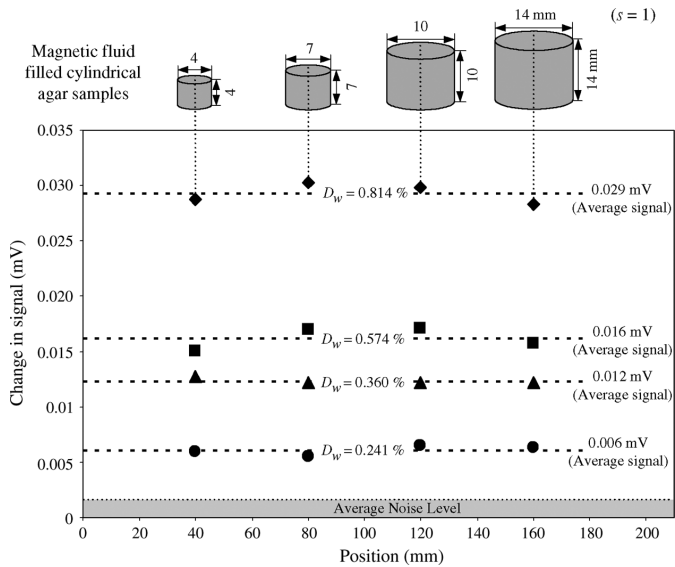 (s = 1)
Magnetic fluid
filled cylindrical
agar samples
4
4
7
7
10
10
14 mm
14 mm
0.035
0.030
0.025
0.020
0.015
0.01
0.005
0
Change in signal (mV)
D_w = 0.814 %
0.029 mV
(Average signal)
D_w = 0.574 %
0.016 mV
(Average signal)
D_w = 0.360 %
0.012 mV
(Average signal)
D_w = 0.241 %
0.006 mV
(Average signal)
Average Noise Level
0 20 40 60 80 100 120 140 160 180 200
Position (mm)